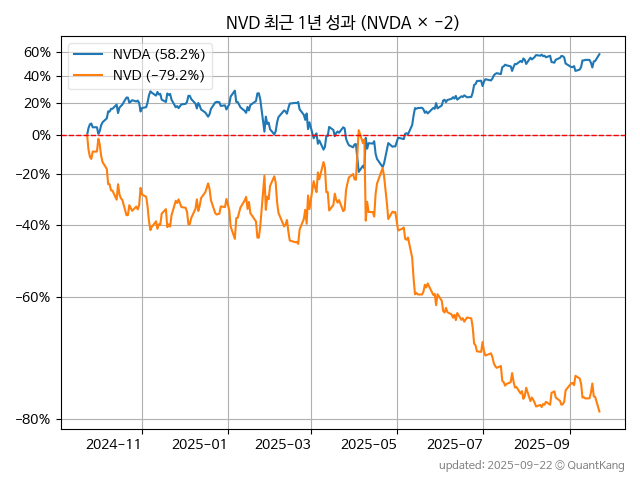 NVD 최근 1년 성과 (NVDA × −2)
NVDA (58.2%)
NVD (−79.2%)
60%
40%
20%
0%
−20%
−40%
−60%
−80%
2024-11 2025-01 2025-03 2025-05 2025-07 2025-09
updated: 2025-09-22 © QuantKang